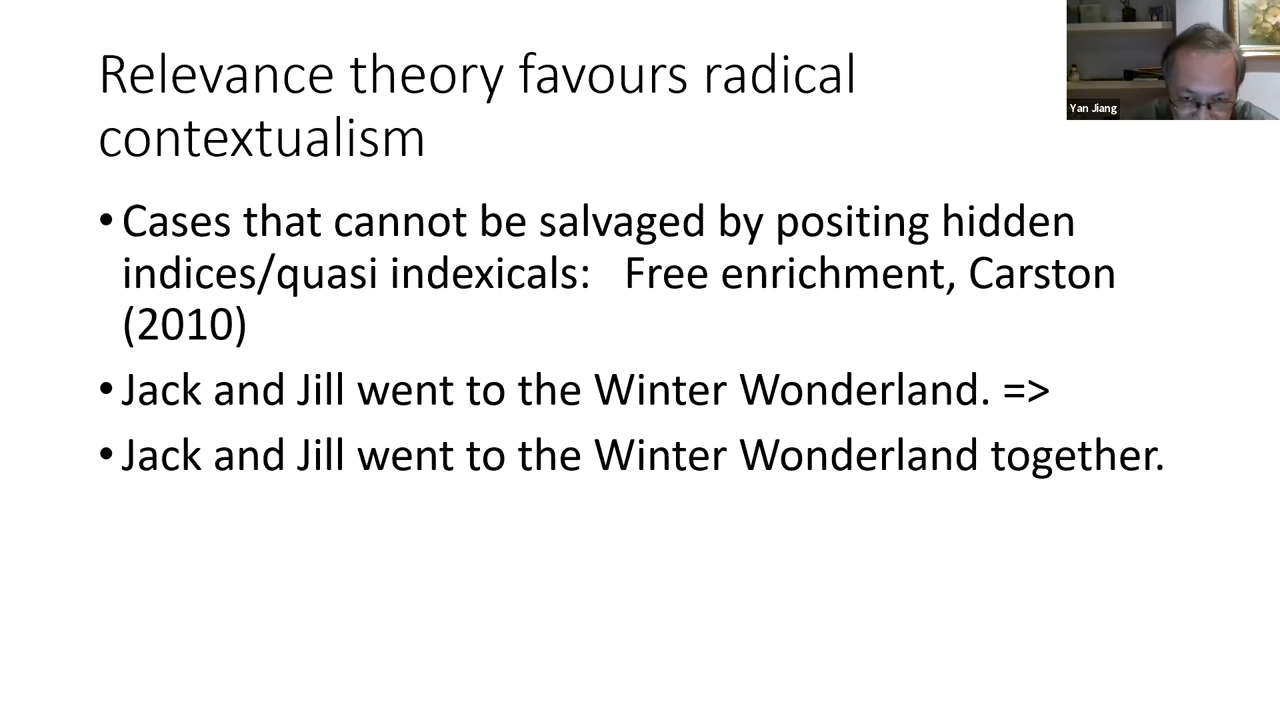 Relevance theory favours radical
contextualism
Yan Jiang
• Cases that cannot be salvaged by positing hidden
indices/quasi indexicals:   Free enrichment, Carston
(2010)
• Jack and Jill went to the Winter Wonderland. =>
• Jack and Jill went to the Winter Wonderland together.